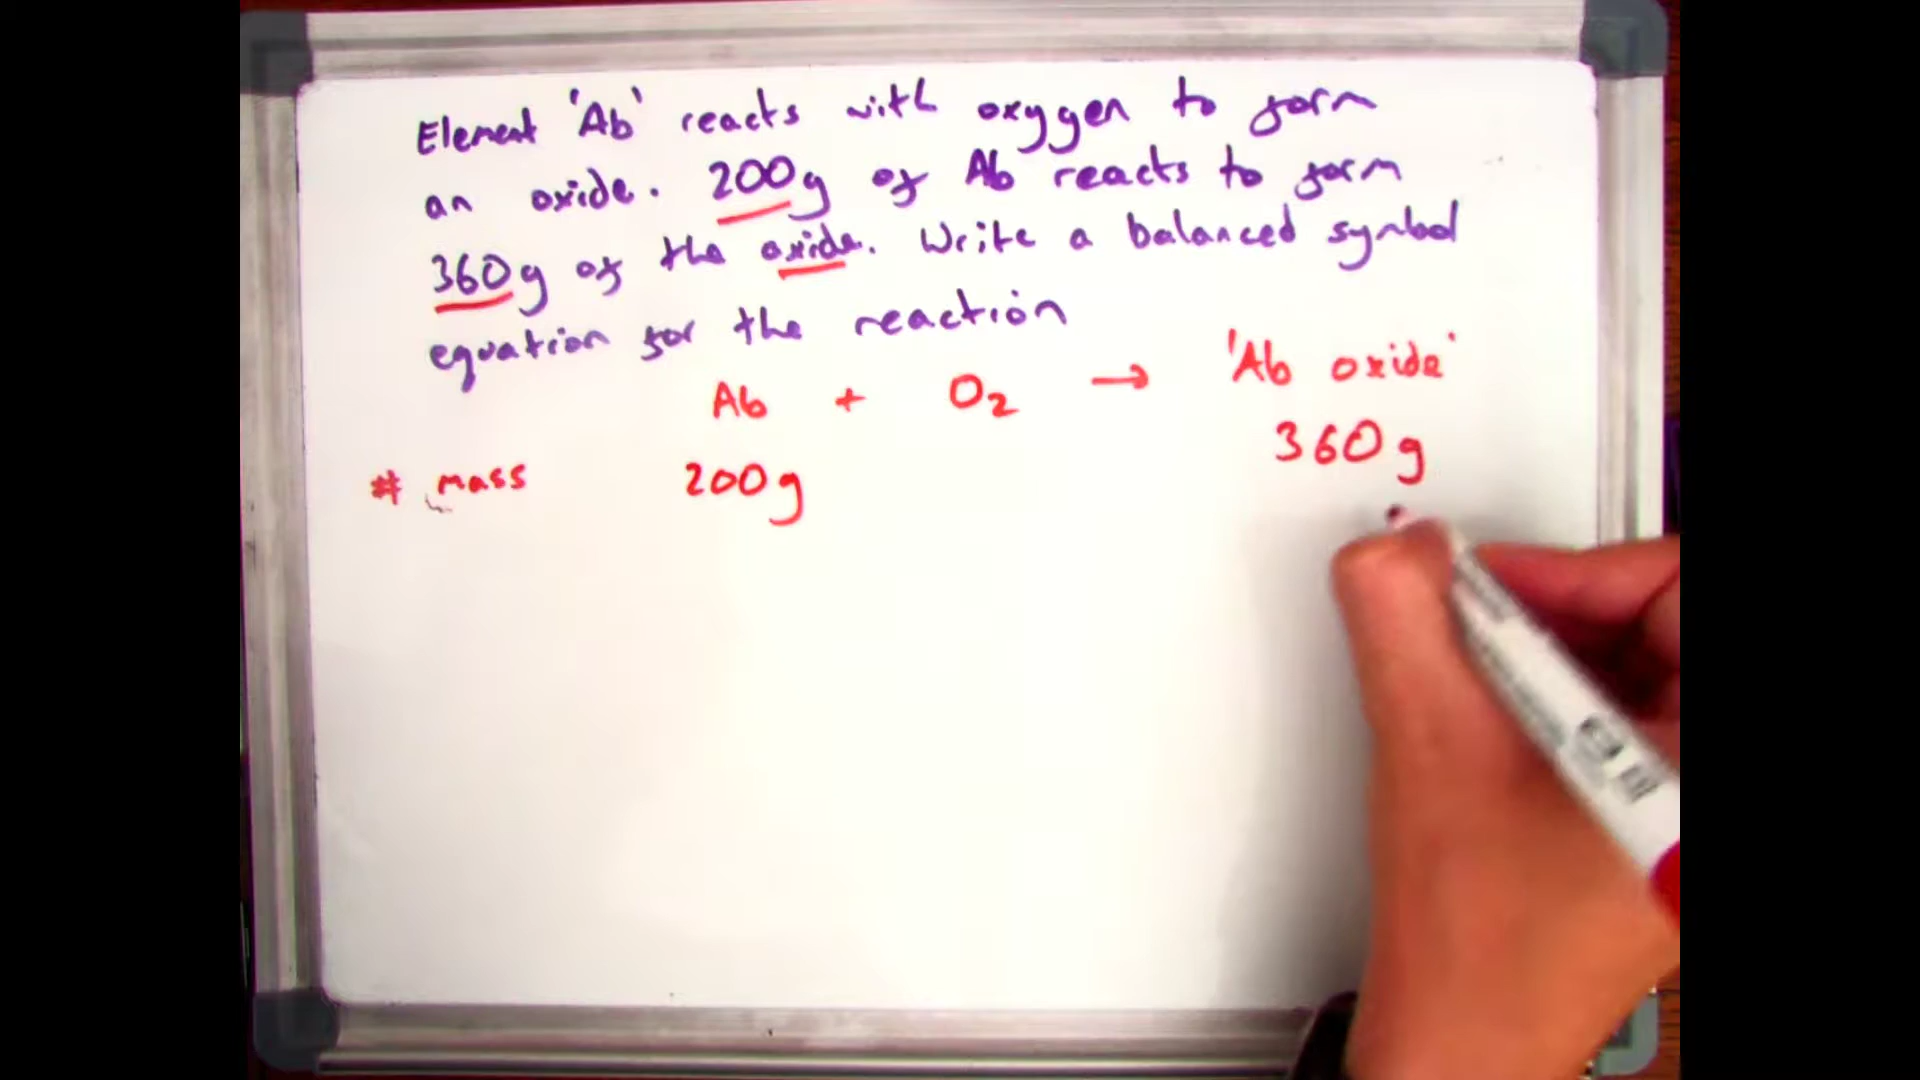 Element 'Ab' reacts with oxygen to form
an oxide. 200g of Ab reacts to form
360g of the oxide. Write a balanced symbol
equation for the reaction
Ab + O2 → 'Ab oxide'
# mass 200g 360g